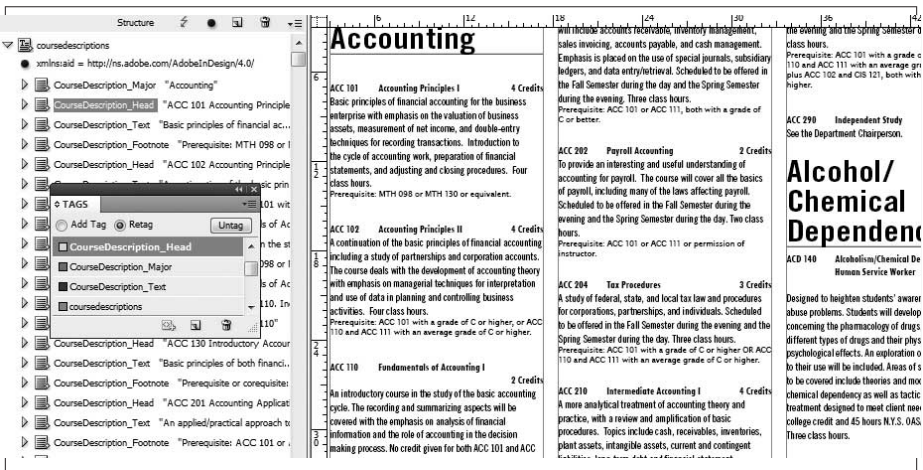 Structure
coursedescriptions
xmlns:aid = http://ns.adobe.com/AdobeInDesign/4.0/
CourseDescription_Major "Accounting"
CourseDescription_Head "ACC 101 Accounting Principle
CourseDescription_Text "Basic principles of financial ac...
CourseDescription_Footnote "Prerequisite: MTH 098 or
CourseDescription_Head "ACC 102 Accounting Principle
TAGS
Add Tag Retag Untag
CourseDescription_Head
CourseDescription_Major
CourseDescription_Text
coursedescriptions
CourseDescription_Head "ACC 130 Introductory Accour
CourseDescription_Text "Basic principles of both financi...
CourseDescription_Footnote "Prerequisite or corequisite:
CourseDescription_Head "ACC 201 Accounting Applicati
CourseDescription_Text "An applied/practical approach to
CourseDescription_Footnote "Prerequisite: ACC 101 or
6 18 24 30 36 42
Accounting
ACC 101 Accounting Principles I 4 Credits
Basic principles of financial accounting for the business
enterprise with emphasis on the valuation of business
assets, measurement of net income, and double-entry
techniques for recording transactions. Introduction to
the cycle of accounting work, preparation of financial
statements, and adjusting and closing procedures. Four
class hours.
Prerequisite: MTH 098 or MTH 130 or equivalent.
ACC 102 Accounting Principles II 4 Credits
A continuation of the basic principles of financial accounting
including a study of partnerships and corporation accounts.
The course deals with the development of accounting theory
with emphasis on managerial techniques for interpretation
and use of data in planning and controlling business
activities. Four class hours.
Prerequisite: ACC 101 with a grade of C or higher, or ACC
110 and ACC 111 with an average grade of C or higher.
ACC 110 Fundamentals of Accounting I
2 Credits
An introductory course in the study of the basic accounting
cycle. The recording and summarizing aspects will be
covered with the emphasis on analysis of financial
information and the role of accounting in the decision
making process. No credit given for both ACC 101 and ACC
will include accounts receivable, inventory management,
sales invoicing, accounts payable, and cash management.
Emphasis is placed on the use of special journals, subsidiary
ledgers, and data entry/retrieval. Scheduled to be offered in
the Fall Semester during the day and the Spring Semester
during the evening. Three class hours.
Prerequisite: ACC 101 or ACC 111, both with a grade of
C or better.
ACC 202 Payroll Accounting 2 Credits
To provide an interesting and useful understanding of
accounting for payroll. The course will cover all the basics
of payroll, including many of the laws affecting payroll.
Scheduled to be offered in the Fall Semester during the
evening and the Spring Semester during the day. Two class
hours.
Prerequisite: ACC 101 or ACC 111 or permission of
instructor.
ACC 204 Tax Procedures 3 Credits
A study of federal, state, and local tax law and procedures
for corporations, partnerships, and individuals. Scheduled
to be offered in the Fall Semester during the evening and the
Spring Semester during the day. Three class hours.
Prerequisite: ACC 101 with a grade of C or higher OR ACC
110 and ACC 111 with an average grade of C or higher.
ACC 210 Intermediate Accounting I 4 Credits
A more analytical treatment of accounting theory and
practice, with a review and amplification of basic
procedures. Topics include cash, receivables, inventories,
plant assets, intangible assets, current and contingent
liabilities, long-term debt and financial statement
the evening and the Spring Semester d
class hours.
Prerequisite: ACC 101 with a grade o
110 and ACC 111 with an average gr
plus ACC 102 and CIS 121, both with
higher.
ACC 290 Independent Study
See the Department Chairperson.
Alcohol/
Chemical
Dependenc
ACD 140 Alcoholism/Chemical De
Human Service Worker
Designed to heighten students' awaren
abuse problems. Students will develop
concerning the pharmacology of drugs
different types of drugs and their phys
psychological effects. An exploration o
to their use will be included. Areas of s
to be covered include theories and mod
chemical dependency as well as tactic
treatment designed to meet client nee
college credit and 45 hours N.Y.S. OAS
Three class hours.